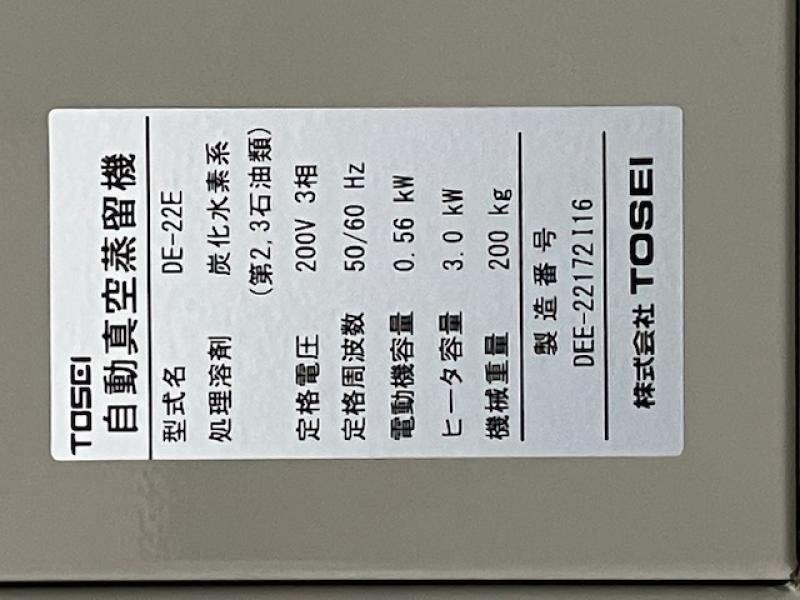 TOSEI
自動真空蒸留機
型式名 DE-22E
処理溶剤 炭化水素系
(第2,3石油類)
定格電圧 200V 3相
定格周波数 50/60 Hz
電動機容量 0.56 kW
ヒータ容量 3.0 kW
機械重量 200 kg
製造番号
DEE-22172I16
株式会社 TOSEI